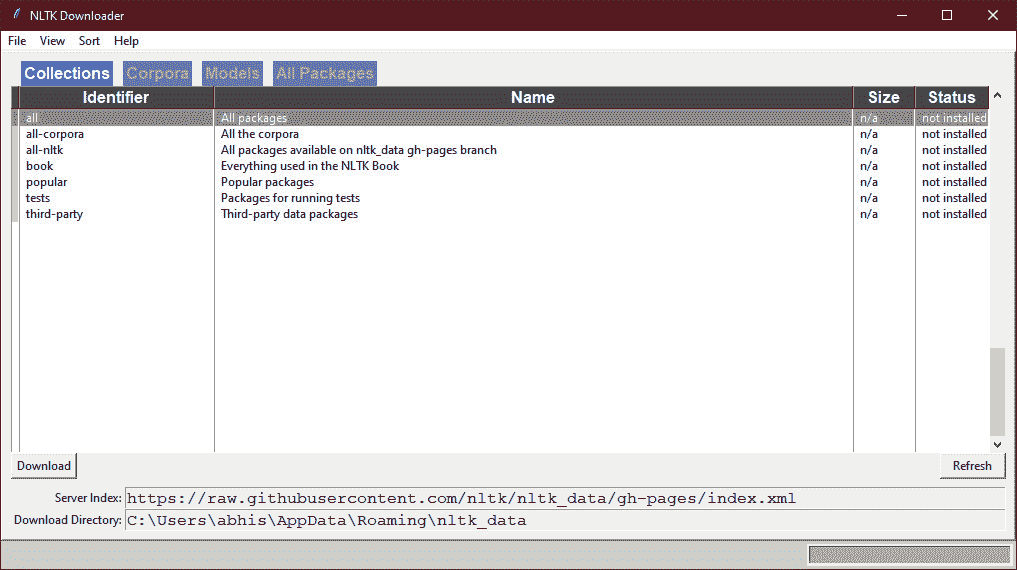 NLTK Downloader
File View Sort Help
Collections Corpora Models All Packages
Identifier Name Size Status
all All packages n/a not installed
all-corpora All the corpora n/a not installed
all-nltk All packages available on nltk_data gh-pages branch n/a not installed
book Everything used in the NLTK Book n/a not installed
popular Popular packages n/a not installed
tests Packages for running tests n/a not installed
third-party Third-party data packages n/a not installed
Download Refresh
Server Index: https://raw.githubusercontent.com/nltk/nltk_data/gh-pages/index.xml
Download Directory: C:\Users\abhis\AppData\Roaming\nltk_data